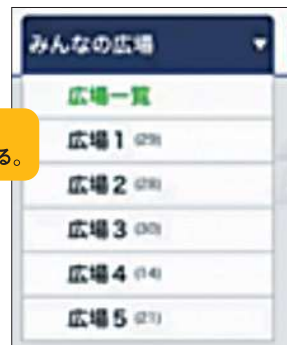 みんなの広場 ▼
広場一覧
る。
広場1 (29)
広場2 (28)
広場3 (30)
広場4 (14)
広場5 (21)